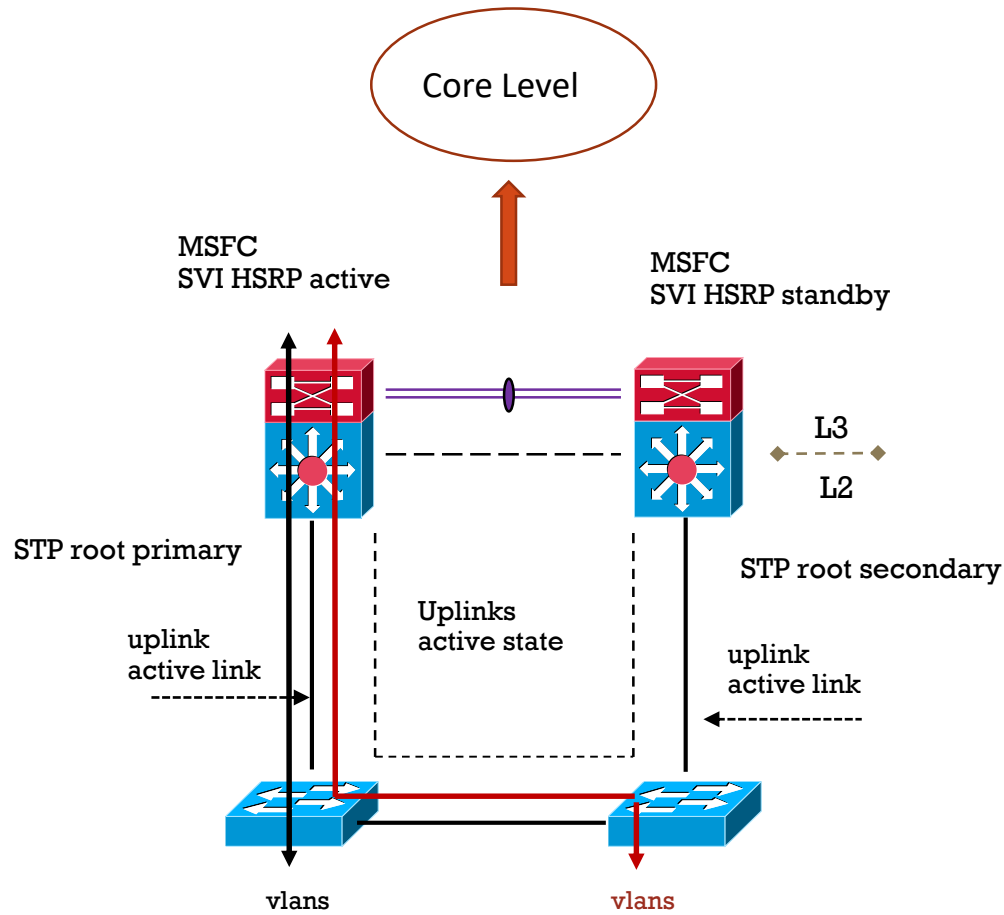 Core Level
MSFC
SVI HSRP active
MSFC
SVI HSRP standby
L3
L2
STP root primary
STP root secondary
Uplinks
active state
uplink
active link
uplink
active link
vlans
vlans